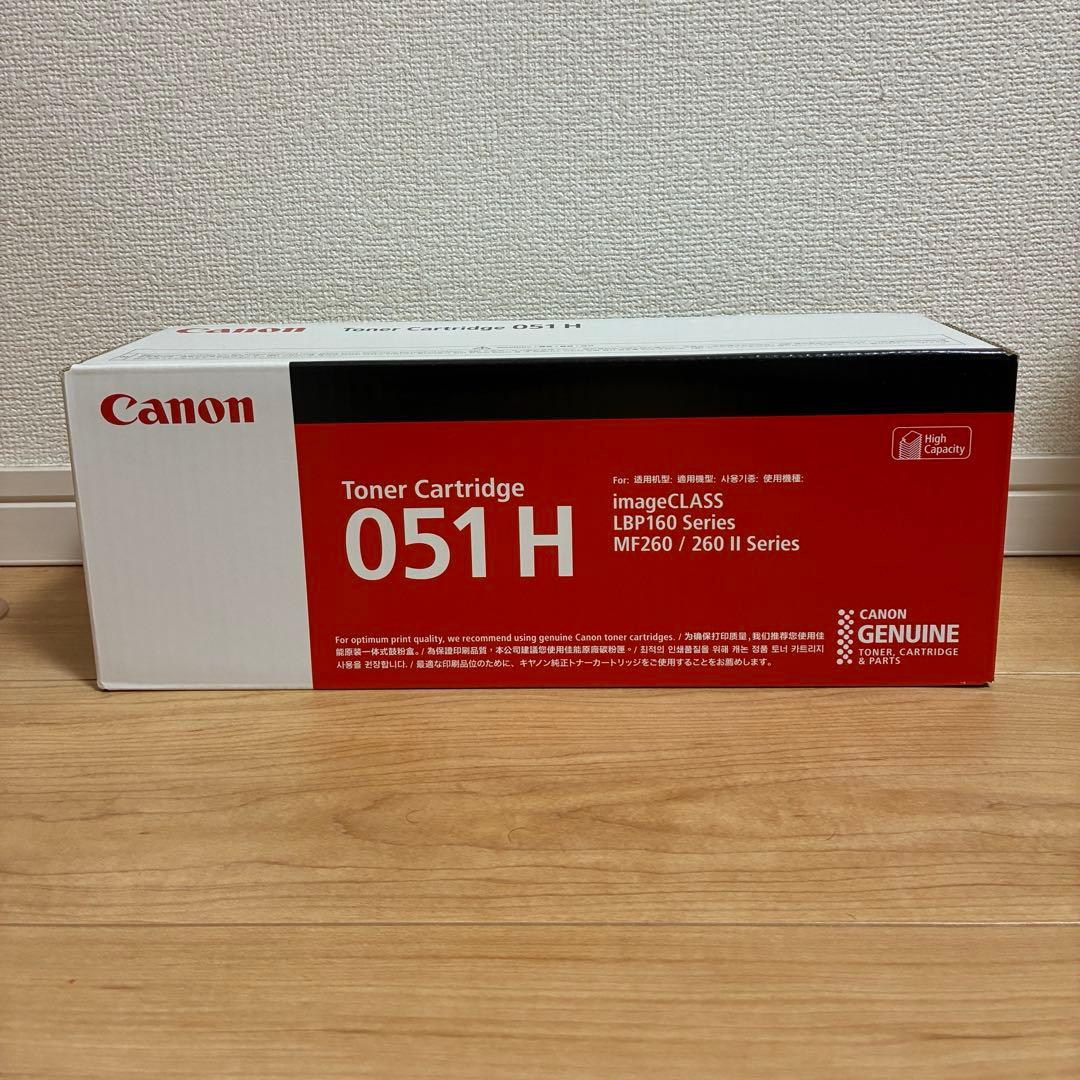 Canon Toner Cartridge 051 H
Canon
High
Capacity
Toner Cartridge
051 H
For: 适用机型: 適用機型: 사용기종: 使用機種:
imageCLASS
LBP160 Series
MF260 / 260 II Series
For optimum print quality, we recommend using genuine Canon toner cartridges. / 为确保打印质量,我们推荐您使用佳
能原装一体式鼓粉盒。/ 為保證印刷品質，本公司建議您使用佳能原廠碳粉匣。/ 최적의 인쇄품질을 위해 캐논 정품 토너 카트리지
사용을 권장합니다. / 最適な印刷品位のために、キヤノン純正トナーカートリッジをご使用することをお薦めします。
CANON
GENUINE
TONER, CARTRIDGE
& PARTS